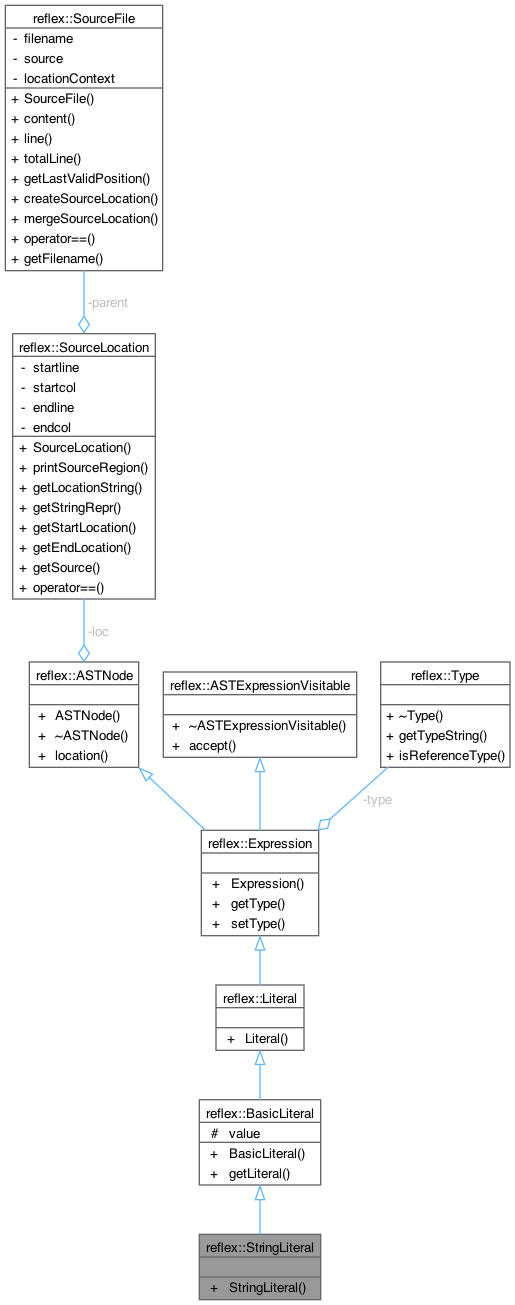 reflex::SourceFile
- filename
- source
- locationContext
+ SourceFile()
+ content()
+ line()
+ totalLine()
+ getLastValidPosition()
+ createSourceLocation()
+ mergeSourceLocation()
+ operator==()
+ getFilename()
-parent
reflex::SourceLocation
- startline
- startcol
- endline
- endcol
+ SourceLocation()
+ printSourceRegion()
+ getLocationString()
+ getStringRepr()
+ getStartLocation()
+ getEndLocation()
+ getSource()
+ operator==()
-loc
reflex::ASTNode
+ ASTNode()
+ ~ASTNode()
+ location()
reflex::ASTExpressionVisitable
+ ~ASTExpressionVisitable()
+ accept()
reflex::Type
+ ~Type()
+ getTypeString()
+ isReferenceType()
-type
reflex::Expression
+ Expression()
+ getType()
+ setType()
reflex::Literal
+ Literal()
reflex::BasicLiteral
# value
+ BasicLiteral()
+ getLiteral()
reflex::StringLiteral
+ StringLiteral()